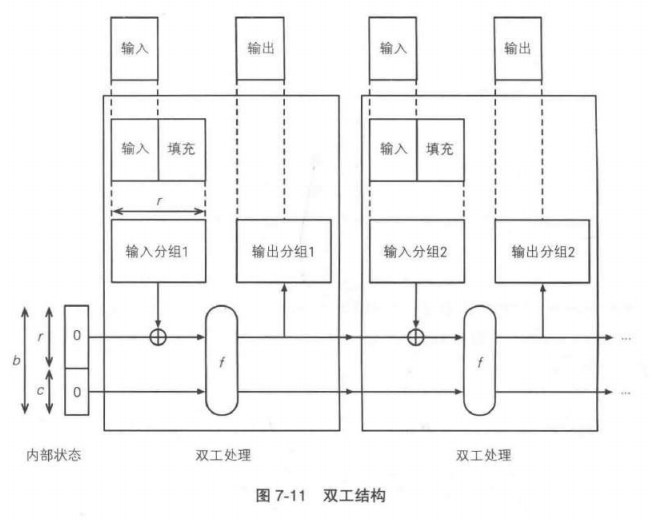 输入 输出 输入 输出
输入 填充 输入 填充
r
输入分组1 输出分组1 输入分组2 输出分组2
b r 0 f f ...
c 0 ...
内部状态 双工处理 双工处理
图 7-11 双工结构